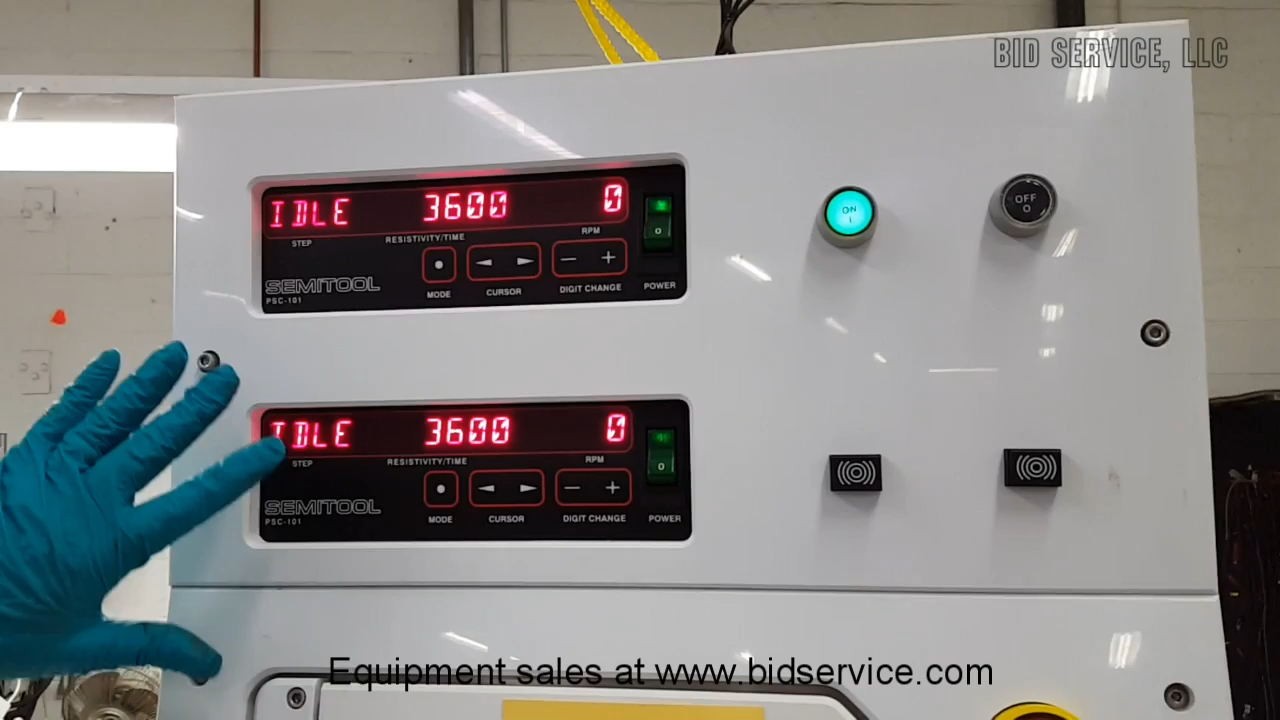 BID SERVICE, LLC
IDLE 3600 0
STEP RESISTIVITY/TIME RPM
SEMITOOL
PSC-101
MODE CURSOR DIGIT CHANGE POWER
O
ON
I
OFF
O
IDLE 3600 0
STEP RESISTIVITY/TIME RPM
SEMITOOL
PSC-101
MODE CURSOR DIGIT CHANGE POWER
O
Equipment sales at www.bidservice.com